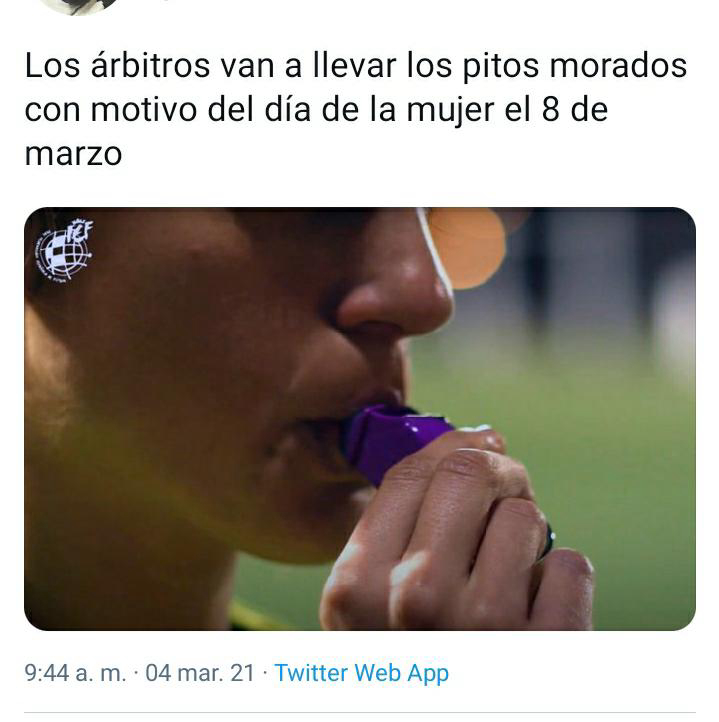 Los árbitros van a llevar los pitos morados
con motivo del día de la mujer el 8 de
marzo
9:44 a. m. · 04 mar. 21 · Twitter Web App